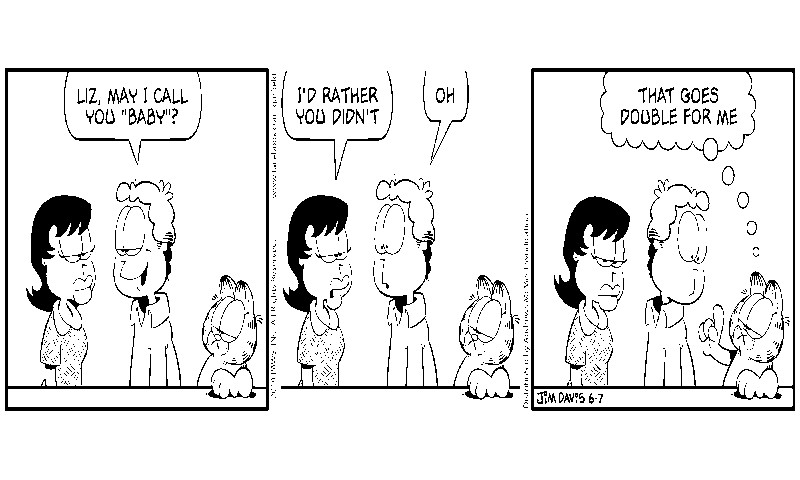 LIZ, MAY I CALL
YOU "BABY"?
I'D RATHER
YOU DIDN'T
OH
THAT GOES
DOUBLE FOR ME
JIM DAVIS 6-7